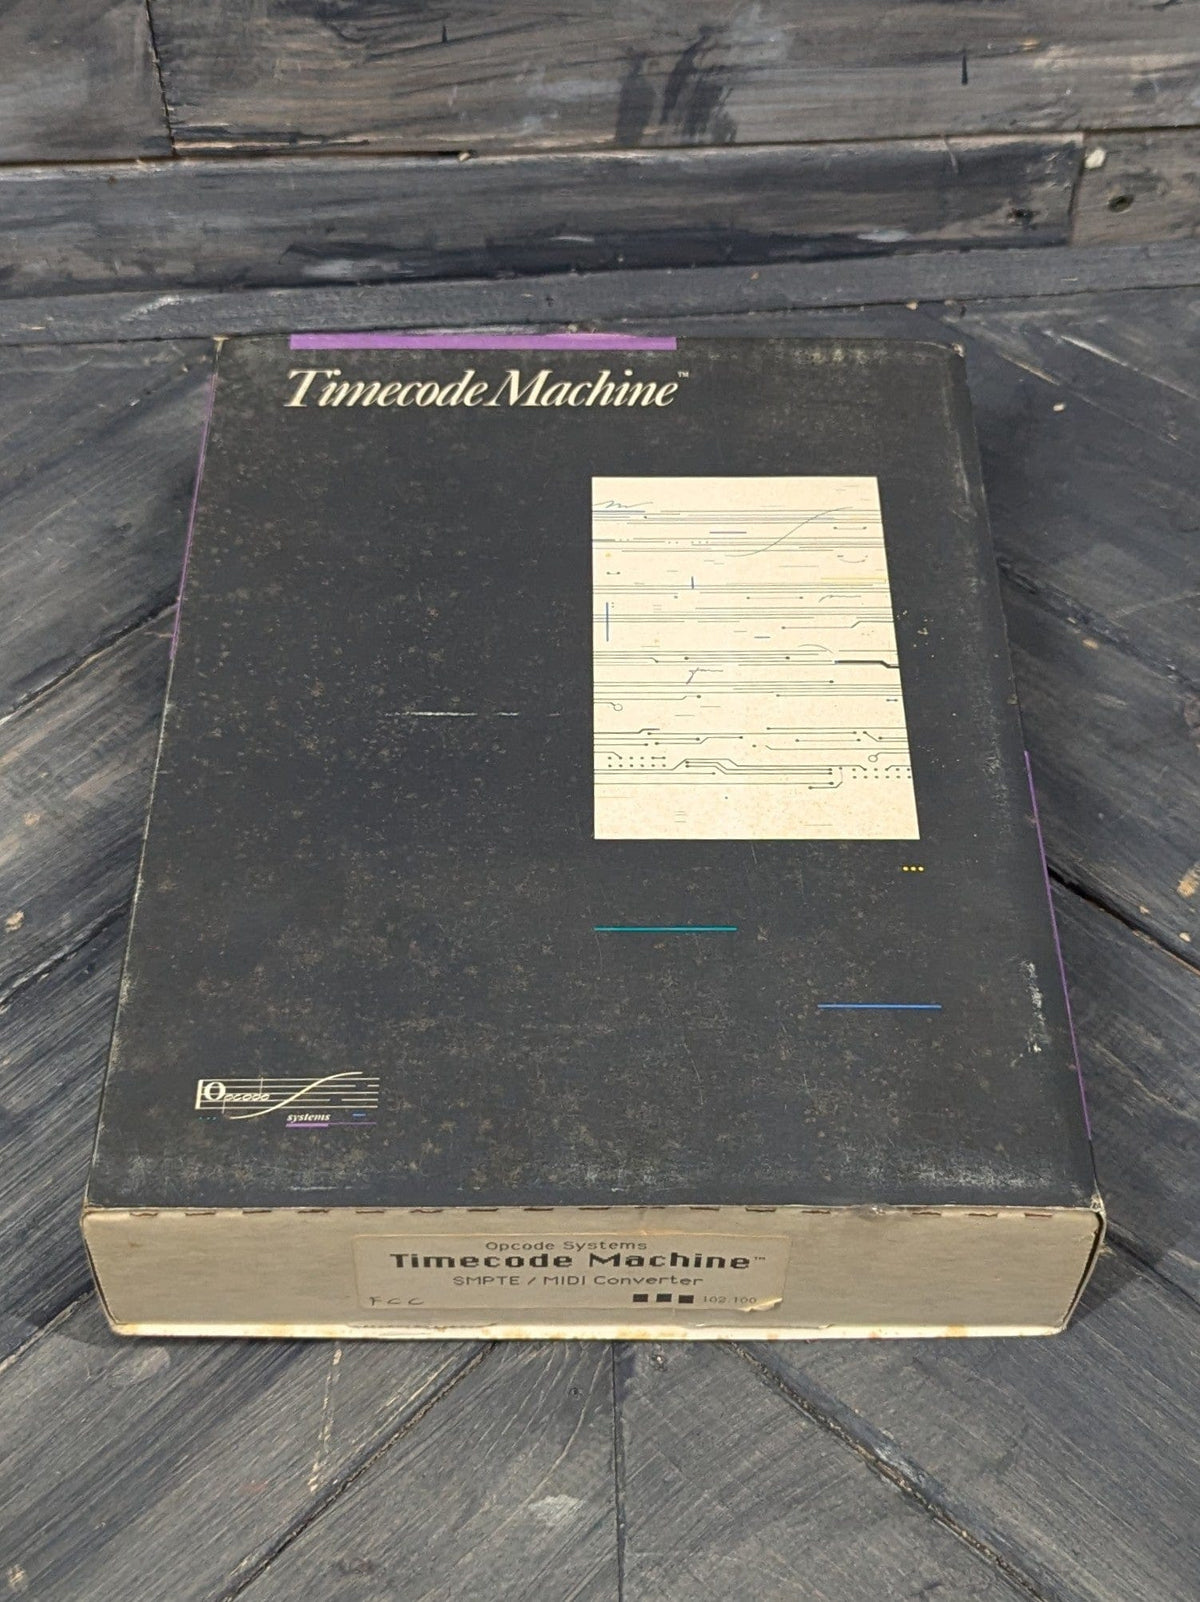 Timecode Machine™
Opcode
systems
Opcode Systems
Timecode Machine™
SMPTE / MIDI Converter
FCC
102.100